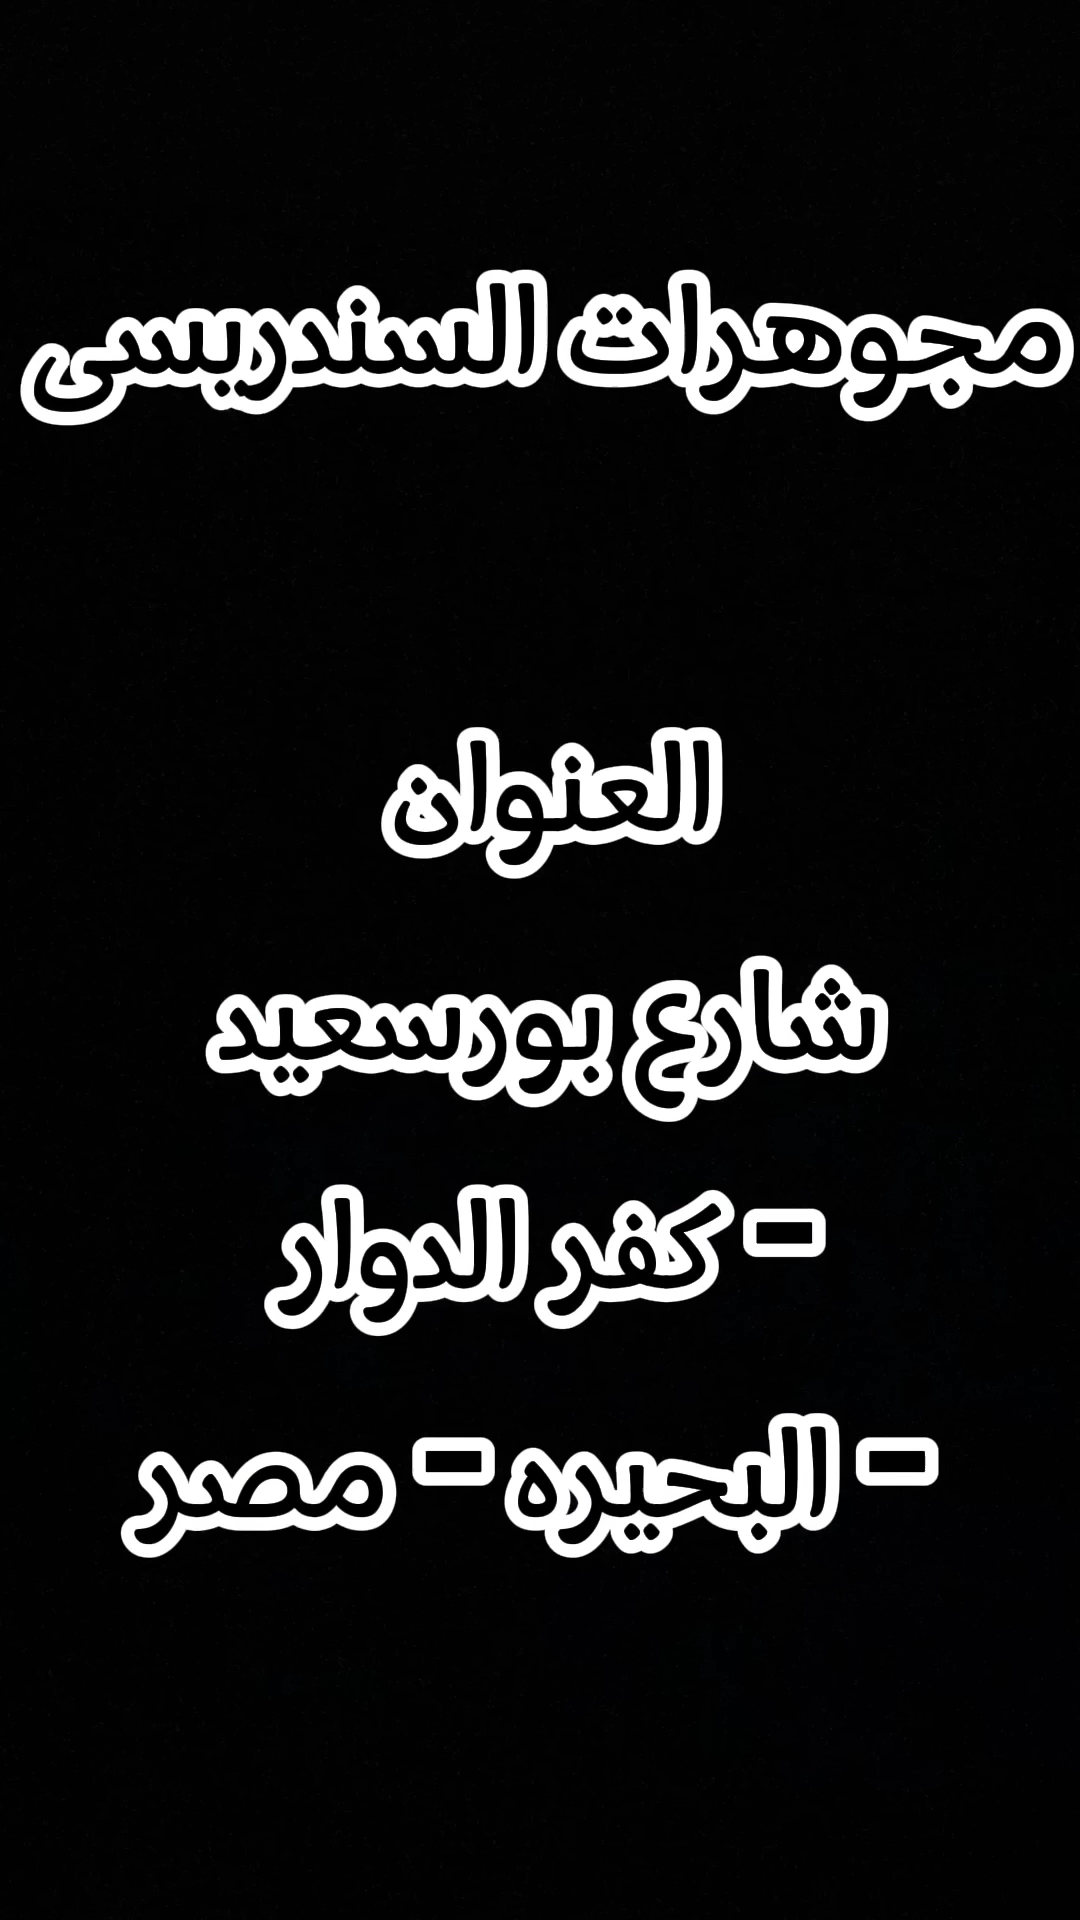 مجوهرات السندريسى
العنوان
شارع بورسعيد
- كفر الدوار
- البحيره - مصر